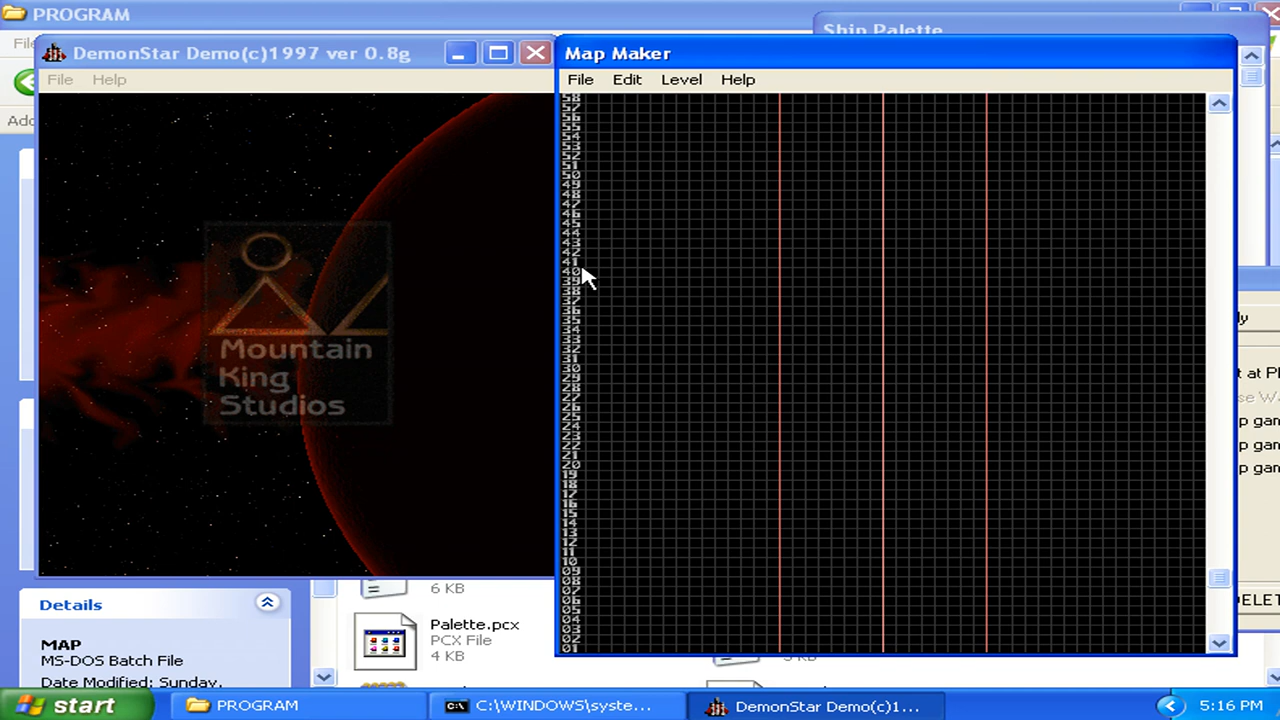 PROGRAM
Ship Palette
DemonStar Demo(c)1997 ver 0.8g
Map Maker
File Help
File Edit Level Help
58
57
56
55
54
53
52
51
50
49
48
47
46
45
44
43
42
41
40
39
38
37
36
35
34
33
32
31
30
29
28
27
26
25
24
23
22
21
20
19
18
17
16
15
14
13
12
11
10
09
08
07
06
05
04
03
02
01
Mountain
King
Studios
6 KB
Details
MAP
MS-DOS Batch File
Date Modified: Sunday,
Palette.pcx
PCX File
4 KB
start
PROGRAM
C:\WINDOWS\syste...
DemonStar Demo(c)1...
5:16 PM